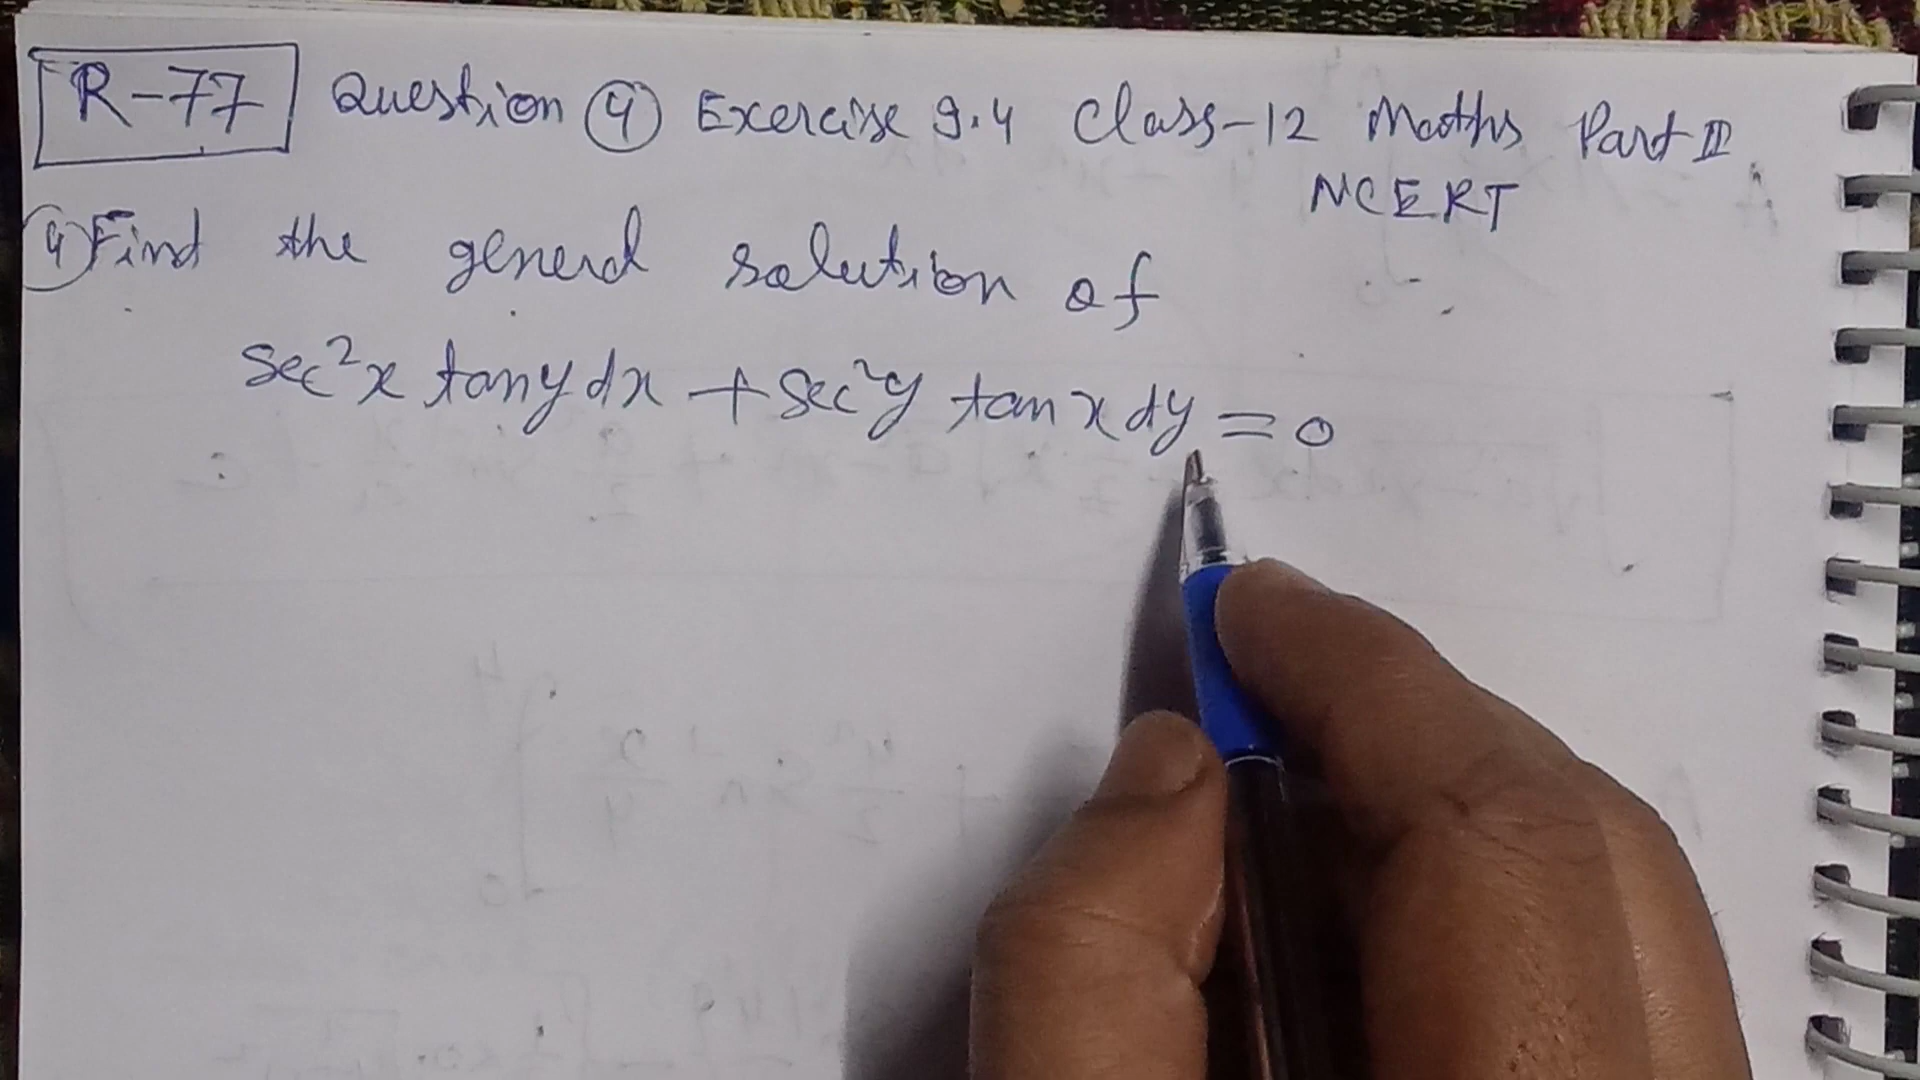 R-77 Question ④ Exercise 9.4 Class-12 Maths Part II
NCERT
④ Find the general solution of
sec²x tany dx + sec²y tanx dy = 0